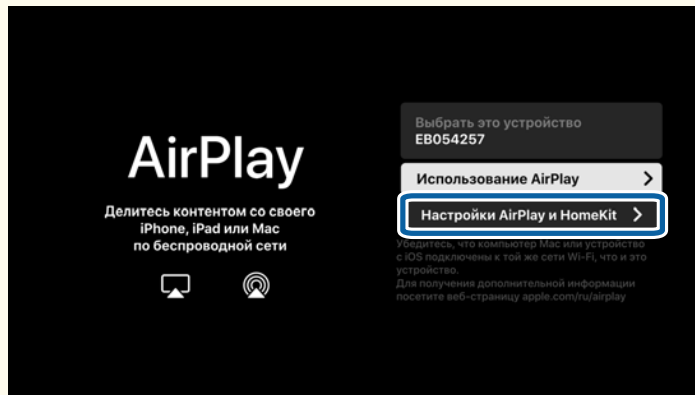 AirPlay
Делитесь контентом со своего
iPhone, iPad или Mac
по беспроводной сети
Выбрать это устройство
EB054257
Использование AirPlay
Настройки AirPlay и HomeKit
Убедитесь, что компьютер Mac или устройство
с iOS подключены к той же сети Wi-Fi, что и это
устройство.
Для получения дополнительной информации
посетите веб-страницу apple.com/ru/airplay